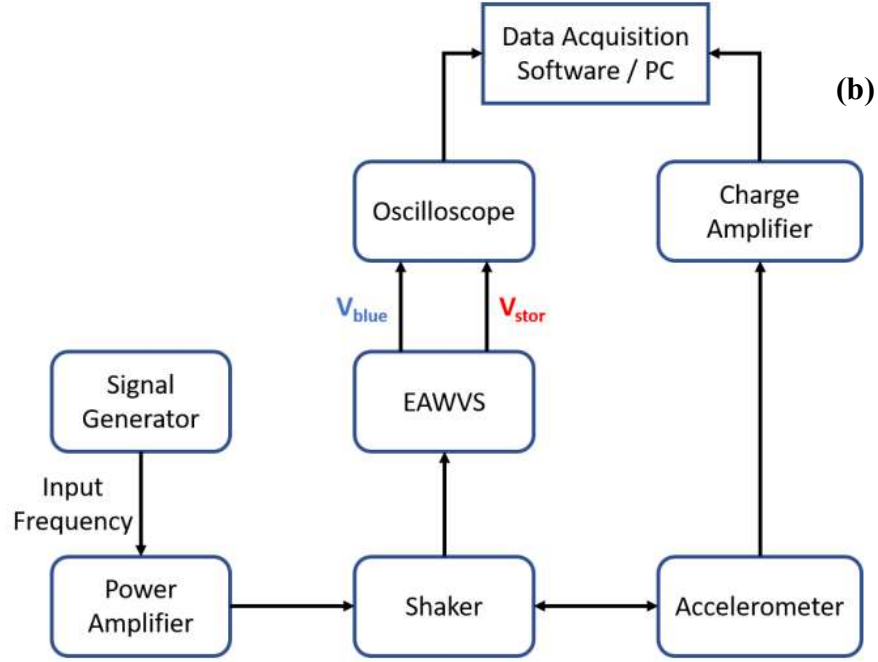 Data Acquisition
Software / PC
(b)
Oscilloscope
Charge
Amplifier
Vblue
Vstor
Signal
Generator
EAWVS
Input
Frequency
Power
Amplifier
Shaker
Accelerometer